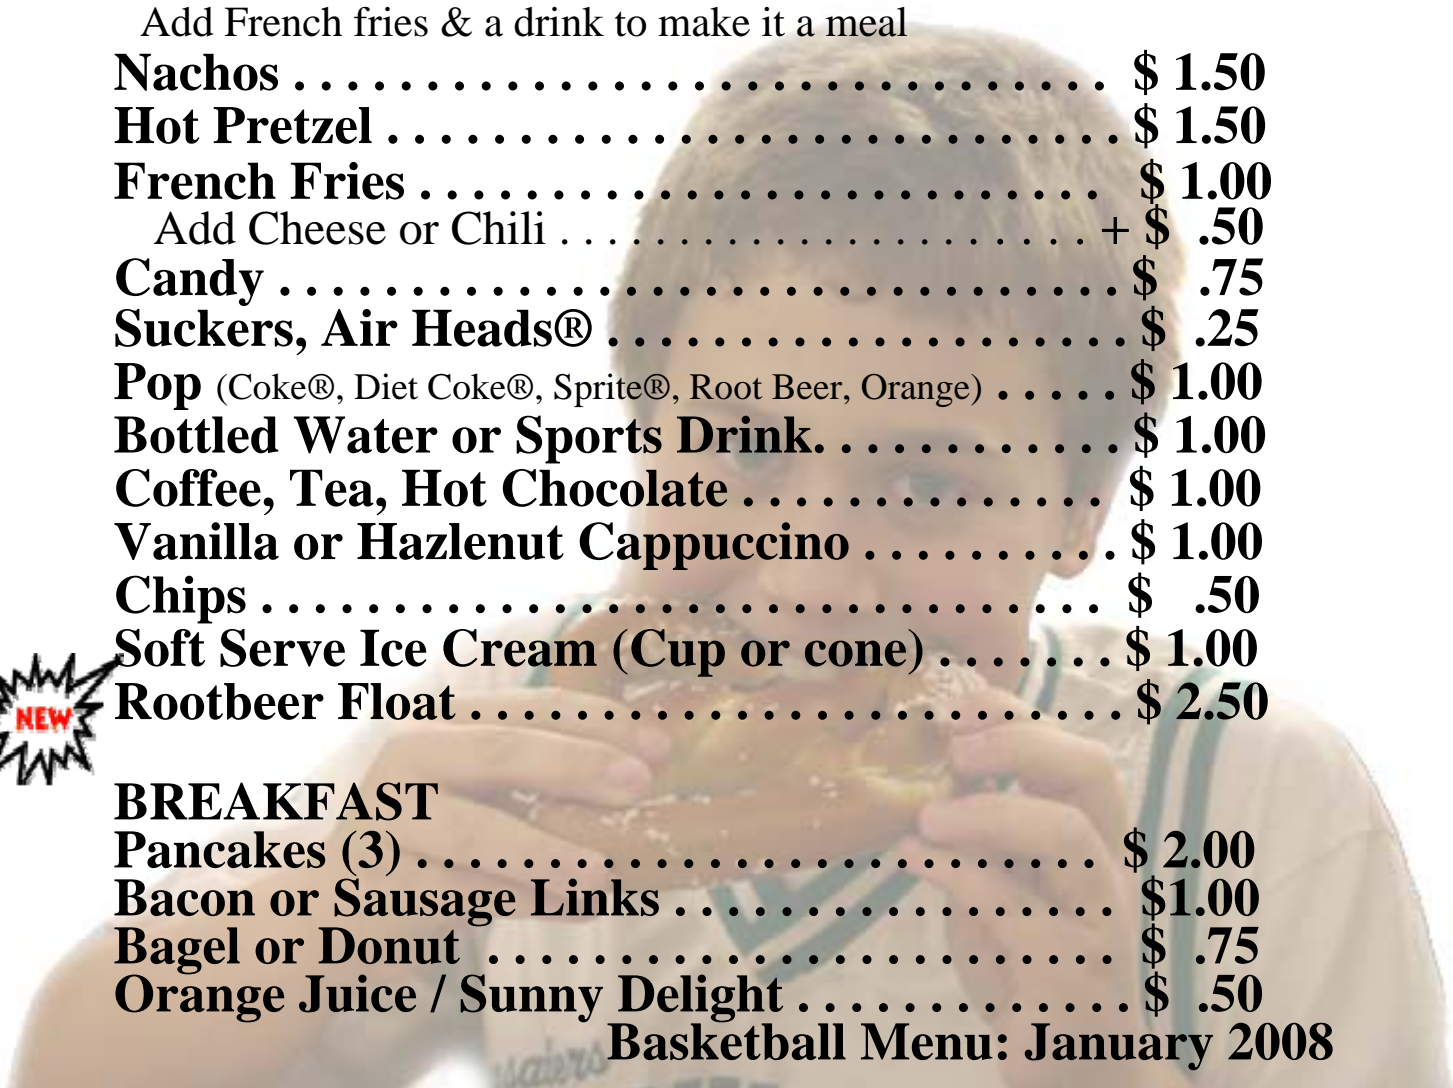 Add French fries & a drink to make it a meal
Nachos . . . . . . . . . . . . . . . . . . . . . . . . . . . . . . . $ 1.50
Hot Pretzel . . . . . . . . . . . . . . . . . . . . . . . . . . . . $ 1.50
French Fries . . . . . . . . . . . . . . . . . . . . . . . . . . $ 1.00
Add Cheese or Chili . . . . . . . . . . . . . . . . . . . . + $ .50
Candy . . . . . . . . . . . . . . . . . . . . . . . . . . . . . . . . $ .75
Suckers, Air Heads® . . . . . . . . . . . . . . . . . . . . $ .25
Pop (Coke®, Diet Coke®, Sprite®, Root Beer, Orange) . . . . . $ 1.00
Bottled Water or Sports Drink. . . . . . . . . . . . $ 1.00
Coffee, Tea, Hot Chocolate . . . . . . . . . . . . . . $ 1.00
Vanilla or Hazlenut Cappuccino . . . . . . . . . . $ 1.00
Chips . . . . . . . . . . . . . . . . . . . . . . . . . . . . . . . . $ .50
Soft Serve Ice Cream (Cup or cone) . . . . . . . $ 1.00
NEW
Rootbeer Float . . . . . . . . . . . . . . . . . . . . . . . . . $ 2.50
BREAKFAST
Pancakes (3) . . . . . . . . . . . . . . . . . . . . . . . . . . $ 2.00
Bacon or Sausage Links . . . . . . . . . . . . . . . . . $1.00
Bagel or Donut . . . . . . . . . . . . . . . . . . . . . . . . $ .75
Orange Juice / Sunny Delight . . . . . . . . . . . . . $ .50
Basketball Menu: January 2008